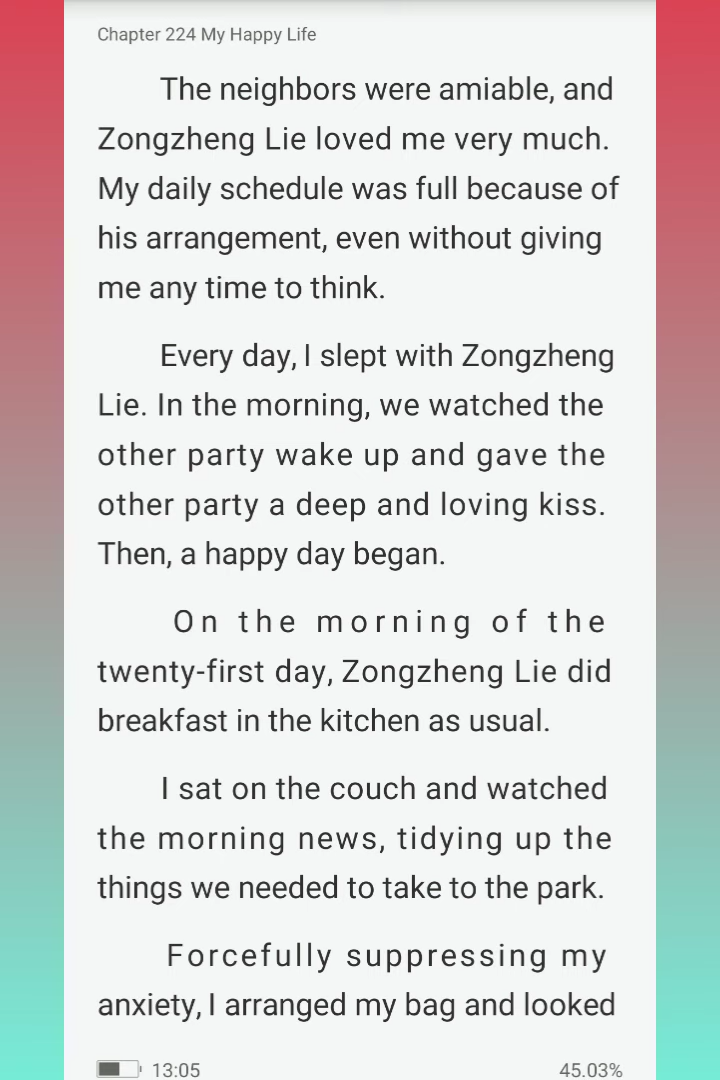 Chapter 224 My Happy Life
The neighbors were amiable, and
Zongzheng Lie loved me very much.
My daily schedule was full because of
his arrangement, even without giving
me any time to think.
Every day, I slept with Zongzheng
Lie. In the morning, we watched the
other party wake up and gave the
other party a deep and loving kiss.
Then, a happy day began.
On the morning of the
twenty-first day, Zongzheng Lie did
breakfast in the kitchen as usual.
I sat on the couch and watched
the morning news, tidying up the
things we needed to take to the park.
Forcefully suppressing my
anxiety, I arranged my bag and looked
13:05 45.03%